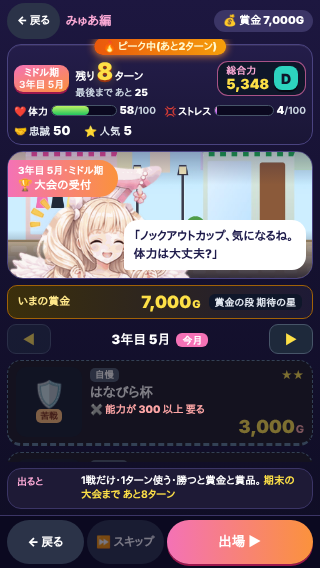 ← 戻る
みゅあ編
💰 賞金 7,000G
🔥 ピーク中(あと2ターン)
ミドル期
3年目 5月
残り8ターン
最後まで あと 25
総合力
5,348
D
❤️ 体力 58/100
💢 ストレス 4/100
🤝 忠誠 50 ⭐ 人気 5
3年目 5月・ミドル期
🏆 大会の受付
「ノックアウトカップ、気になるね。
体力は大丈夫?」
いまの賞金
7,000G
賞金の段 期待の星
◀
3年目 5月 今月
▶
自慢
★★
はなびら杯
苦戦
✖ 能力が 300 以上 要る
3,000G
出ると
1戦だけ・1ターン使う・勝つと賞金と賞品。期末の
大会まで あと8ターン
← 戻る
⏩ スキップ
出場 ▶